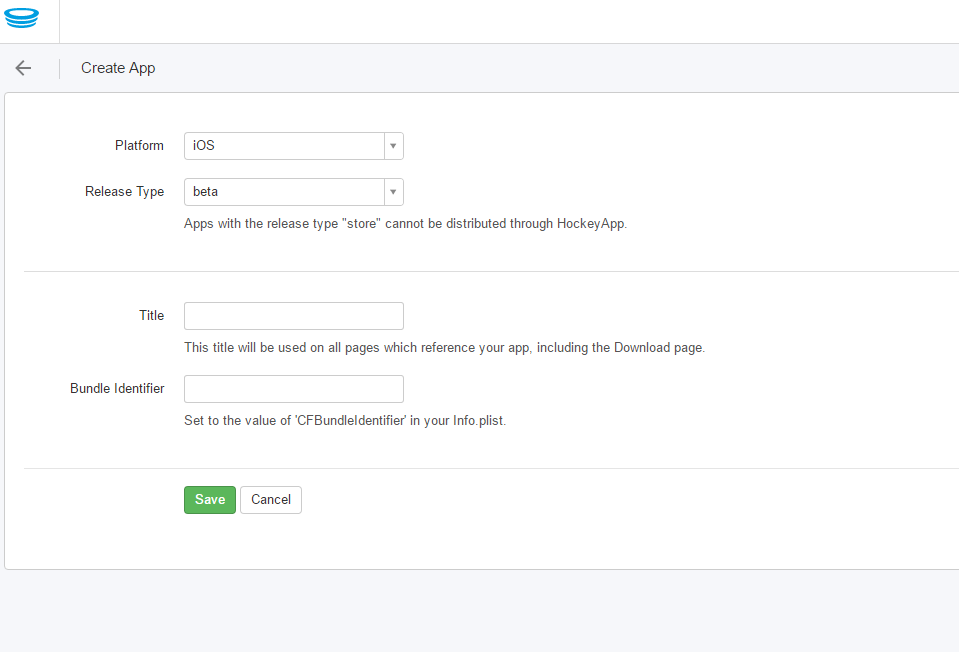 Create App
Platform iOS
Release Type beta
Apps with the release type "store" cannot be distributed through HockeyApp.
Title
This title will be used on all pages which reference your app, including the Download page.
Bundle Identifier
Set to the value of 'CFBundleIdentifier' in your Info.plist.
Save Cancel